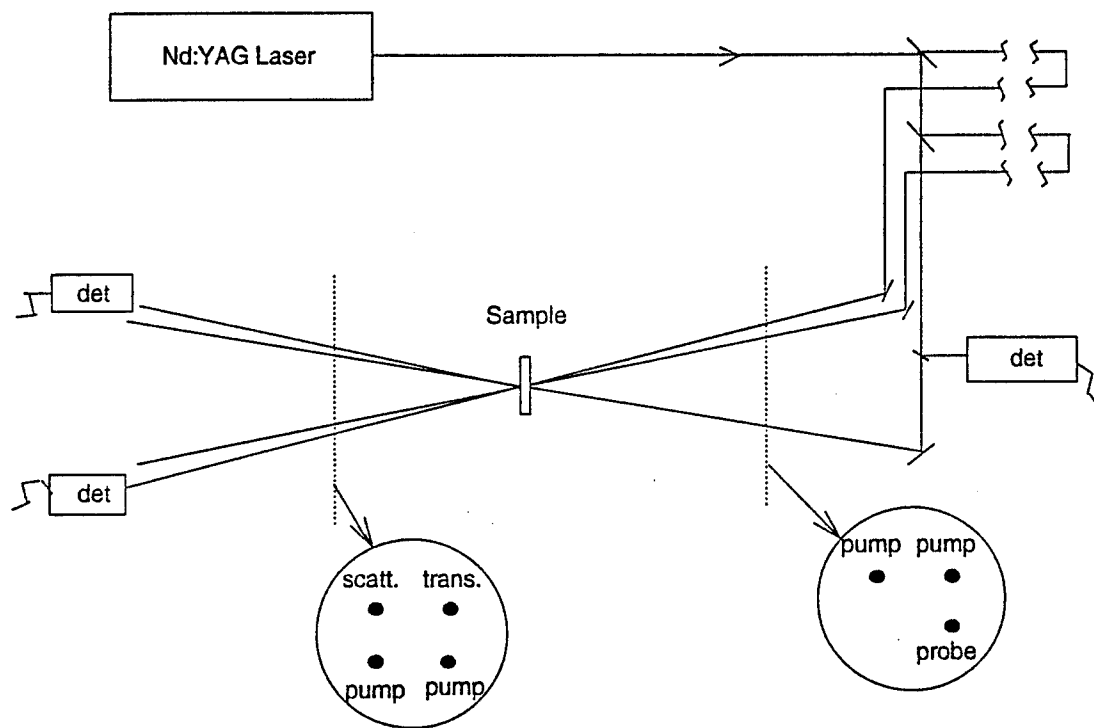 Nd:YAG Laser
det
Sample
det
det
scatt. trans.
pump pump
pump pump
probe